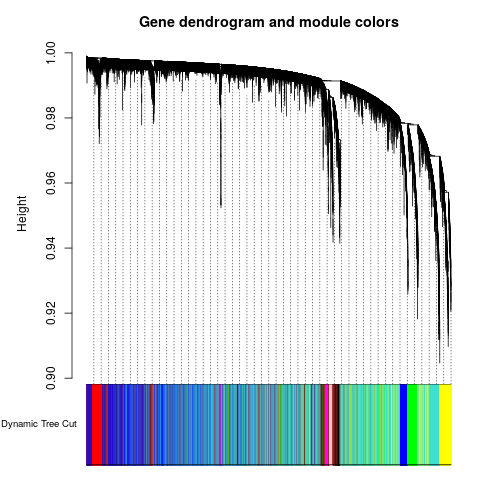 Gene dendrogram and module colors
Height
1.00
0.98
0.96
0.94
0.92
0.90
Dynamic Tree Cut